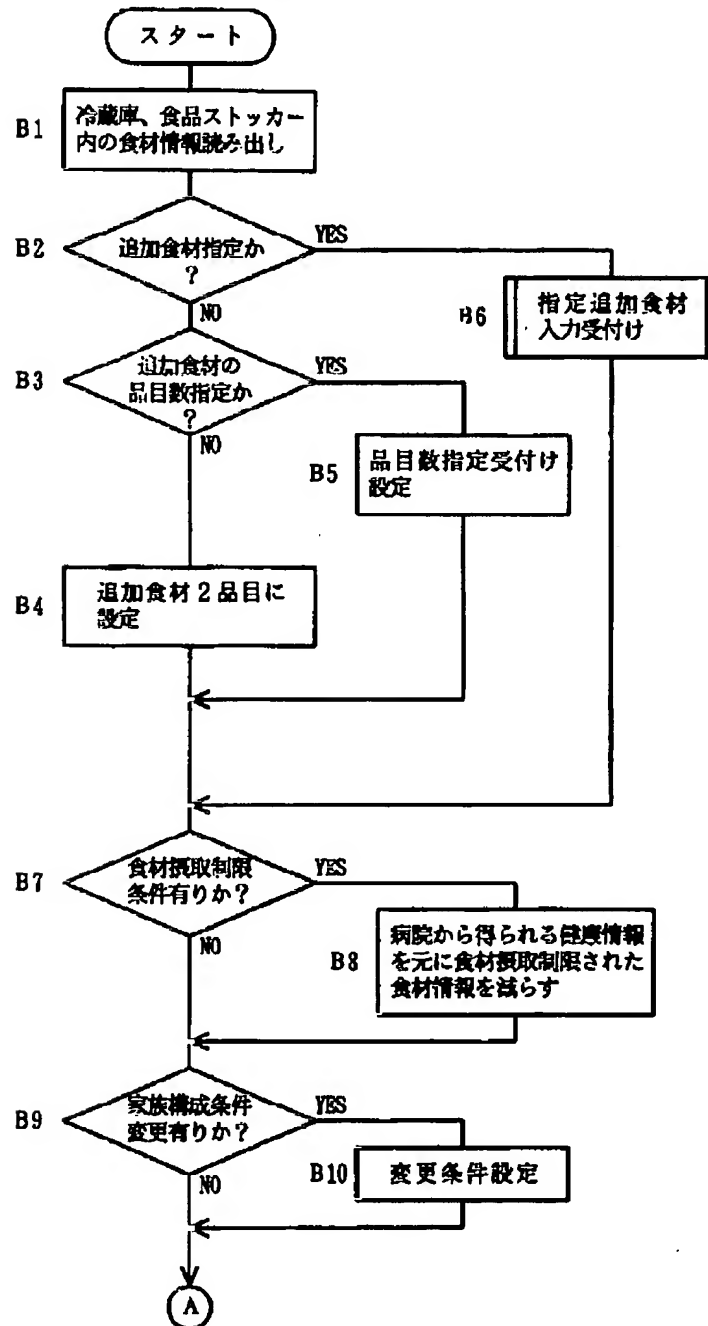 スタート
B1
冷蔵庫、食品ストッカー
内の食材情報読み出し
B2
追加食材指定か
?
YES
NO
B6
指定追加食材
入力受付け
B3
追加食材の
品目数指定か
?
YES
NO
B5
品目数指定受付け
設定
B4
追加食材2品目に
設定
B7
食材摂取制限
条件有りか?
YES
NO
B8
病院から得られる健康情報
を元に食材摂取制限された
食材情報を減らす
B9
家族構成条件
変更有りか?
YES
NO
B10
変更条件設定
A